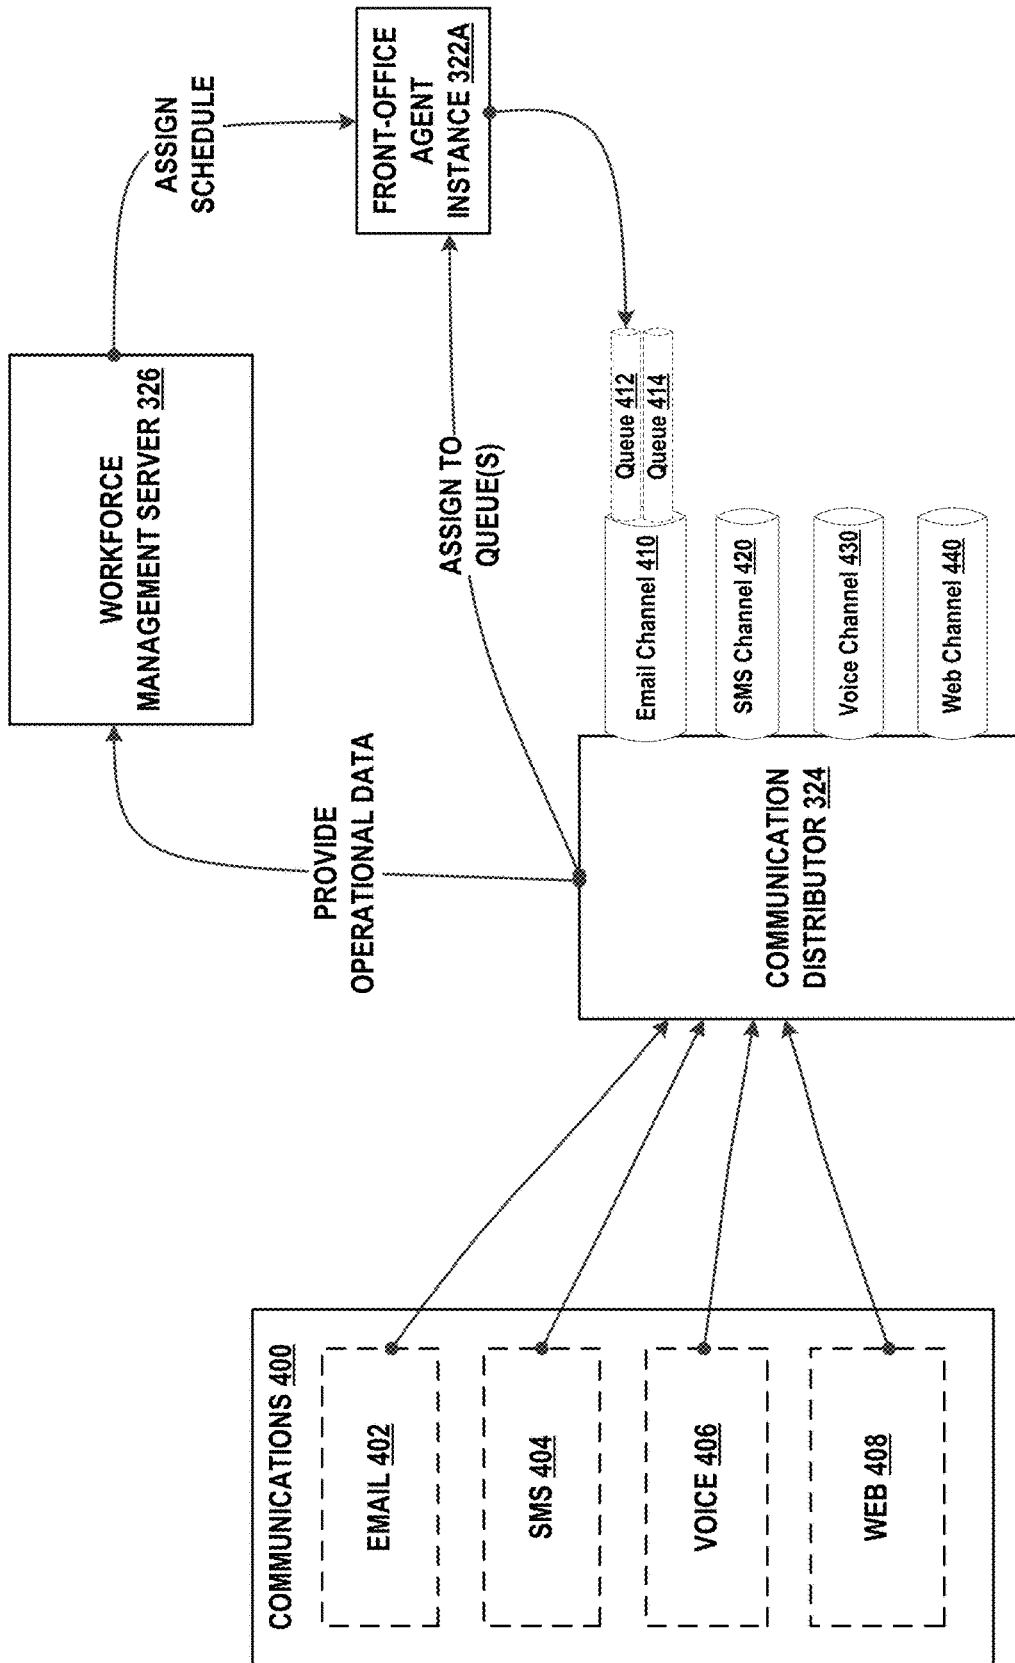 COMMUNICATIONS 400
EMAIL 402
SMS 404
VOICE 406
WEB 408
PROVIDE
OPERATIONAL DATA
WORKFORCE
MANAGEMENT SERVER 326
ASSIGN
SCHEDULE
FRONT-OFFICE
AGENT
INSTANCE 322A
ASSIGN TO
QUEUE(S)
COMMUNICATION
DISTRIBUTOR 324
Email Channel 410
Queue 412
Queue 414
SMS Channel 420
Voice Channel 430
Web Channel 440